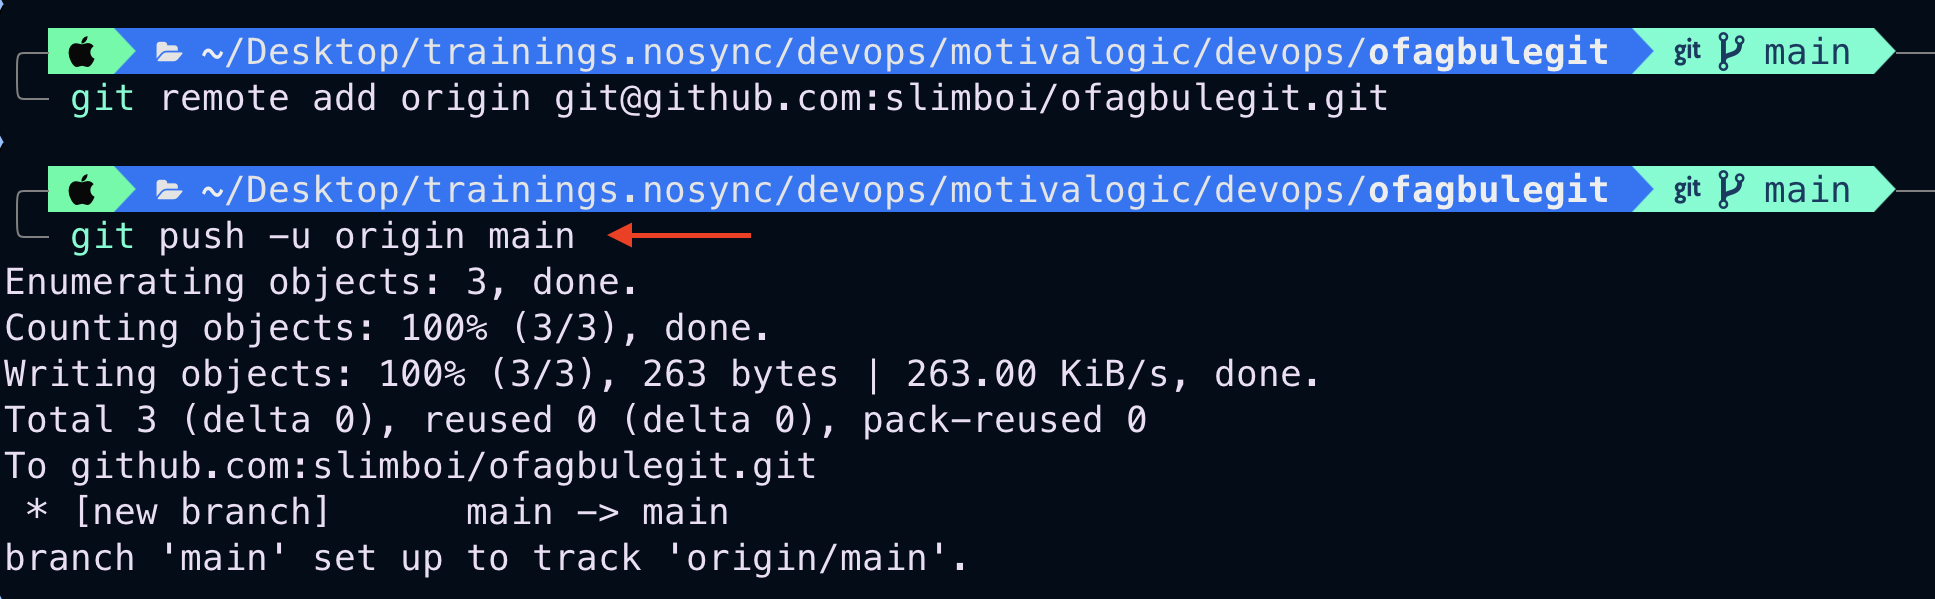 ~/Desktop/trainings.nosync/devops/motivalogic/devops/ofagbulegit git main
git remote add origin git@github.com:slimboi/ofagbulegit.git
~/Desktop/trainings.nosync/devops/motivalogic/devops/ofagbulegit git main
git push -u origin main
Enumerating objects: 3, done.
Counting objects: 100% (3/3), done.
Writing objects: 100% (3/3), 263 bytes | 263.00 KiB/s, done.
Total 3 (delta 0), reused 0 (delta 0), pack-reused 0
To github.com:slimboi/ofagbulegit.git
 * [new branch]      main -> main
branch 'main' set up to track 'origin/main'.